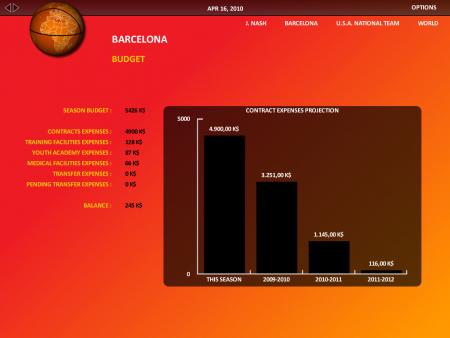 APR 16, 2010 OPTIONS
J. NASH BARCELONA U.S.A. NATIONAL TEAM WORLD
BARCELONA
BUDGET
SEASON BUDGET : 5426 K$
CONTRACTS EXPENSES : 4900 K$
TRAINING FACILITIES EXPENSES : 128 K$
YOUTH ACADEMY EXPENSES : 87 K$
MEDICAL FACILITIES EXPENSES : 66 K$
TRANSFER EXPENSES : 0 K$
PENDING TRANSFER EXPENSES : 0 K$
BALANCE : 245 K$
CONTRACT EXPENSES PROJECTION
5000
4.900,00 K$
3.251,00 K$
1.145,00 K$
116,00 K$
0
THIS SEASON 2009-2010 2010-2011 2011-2012